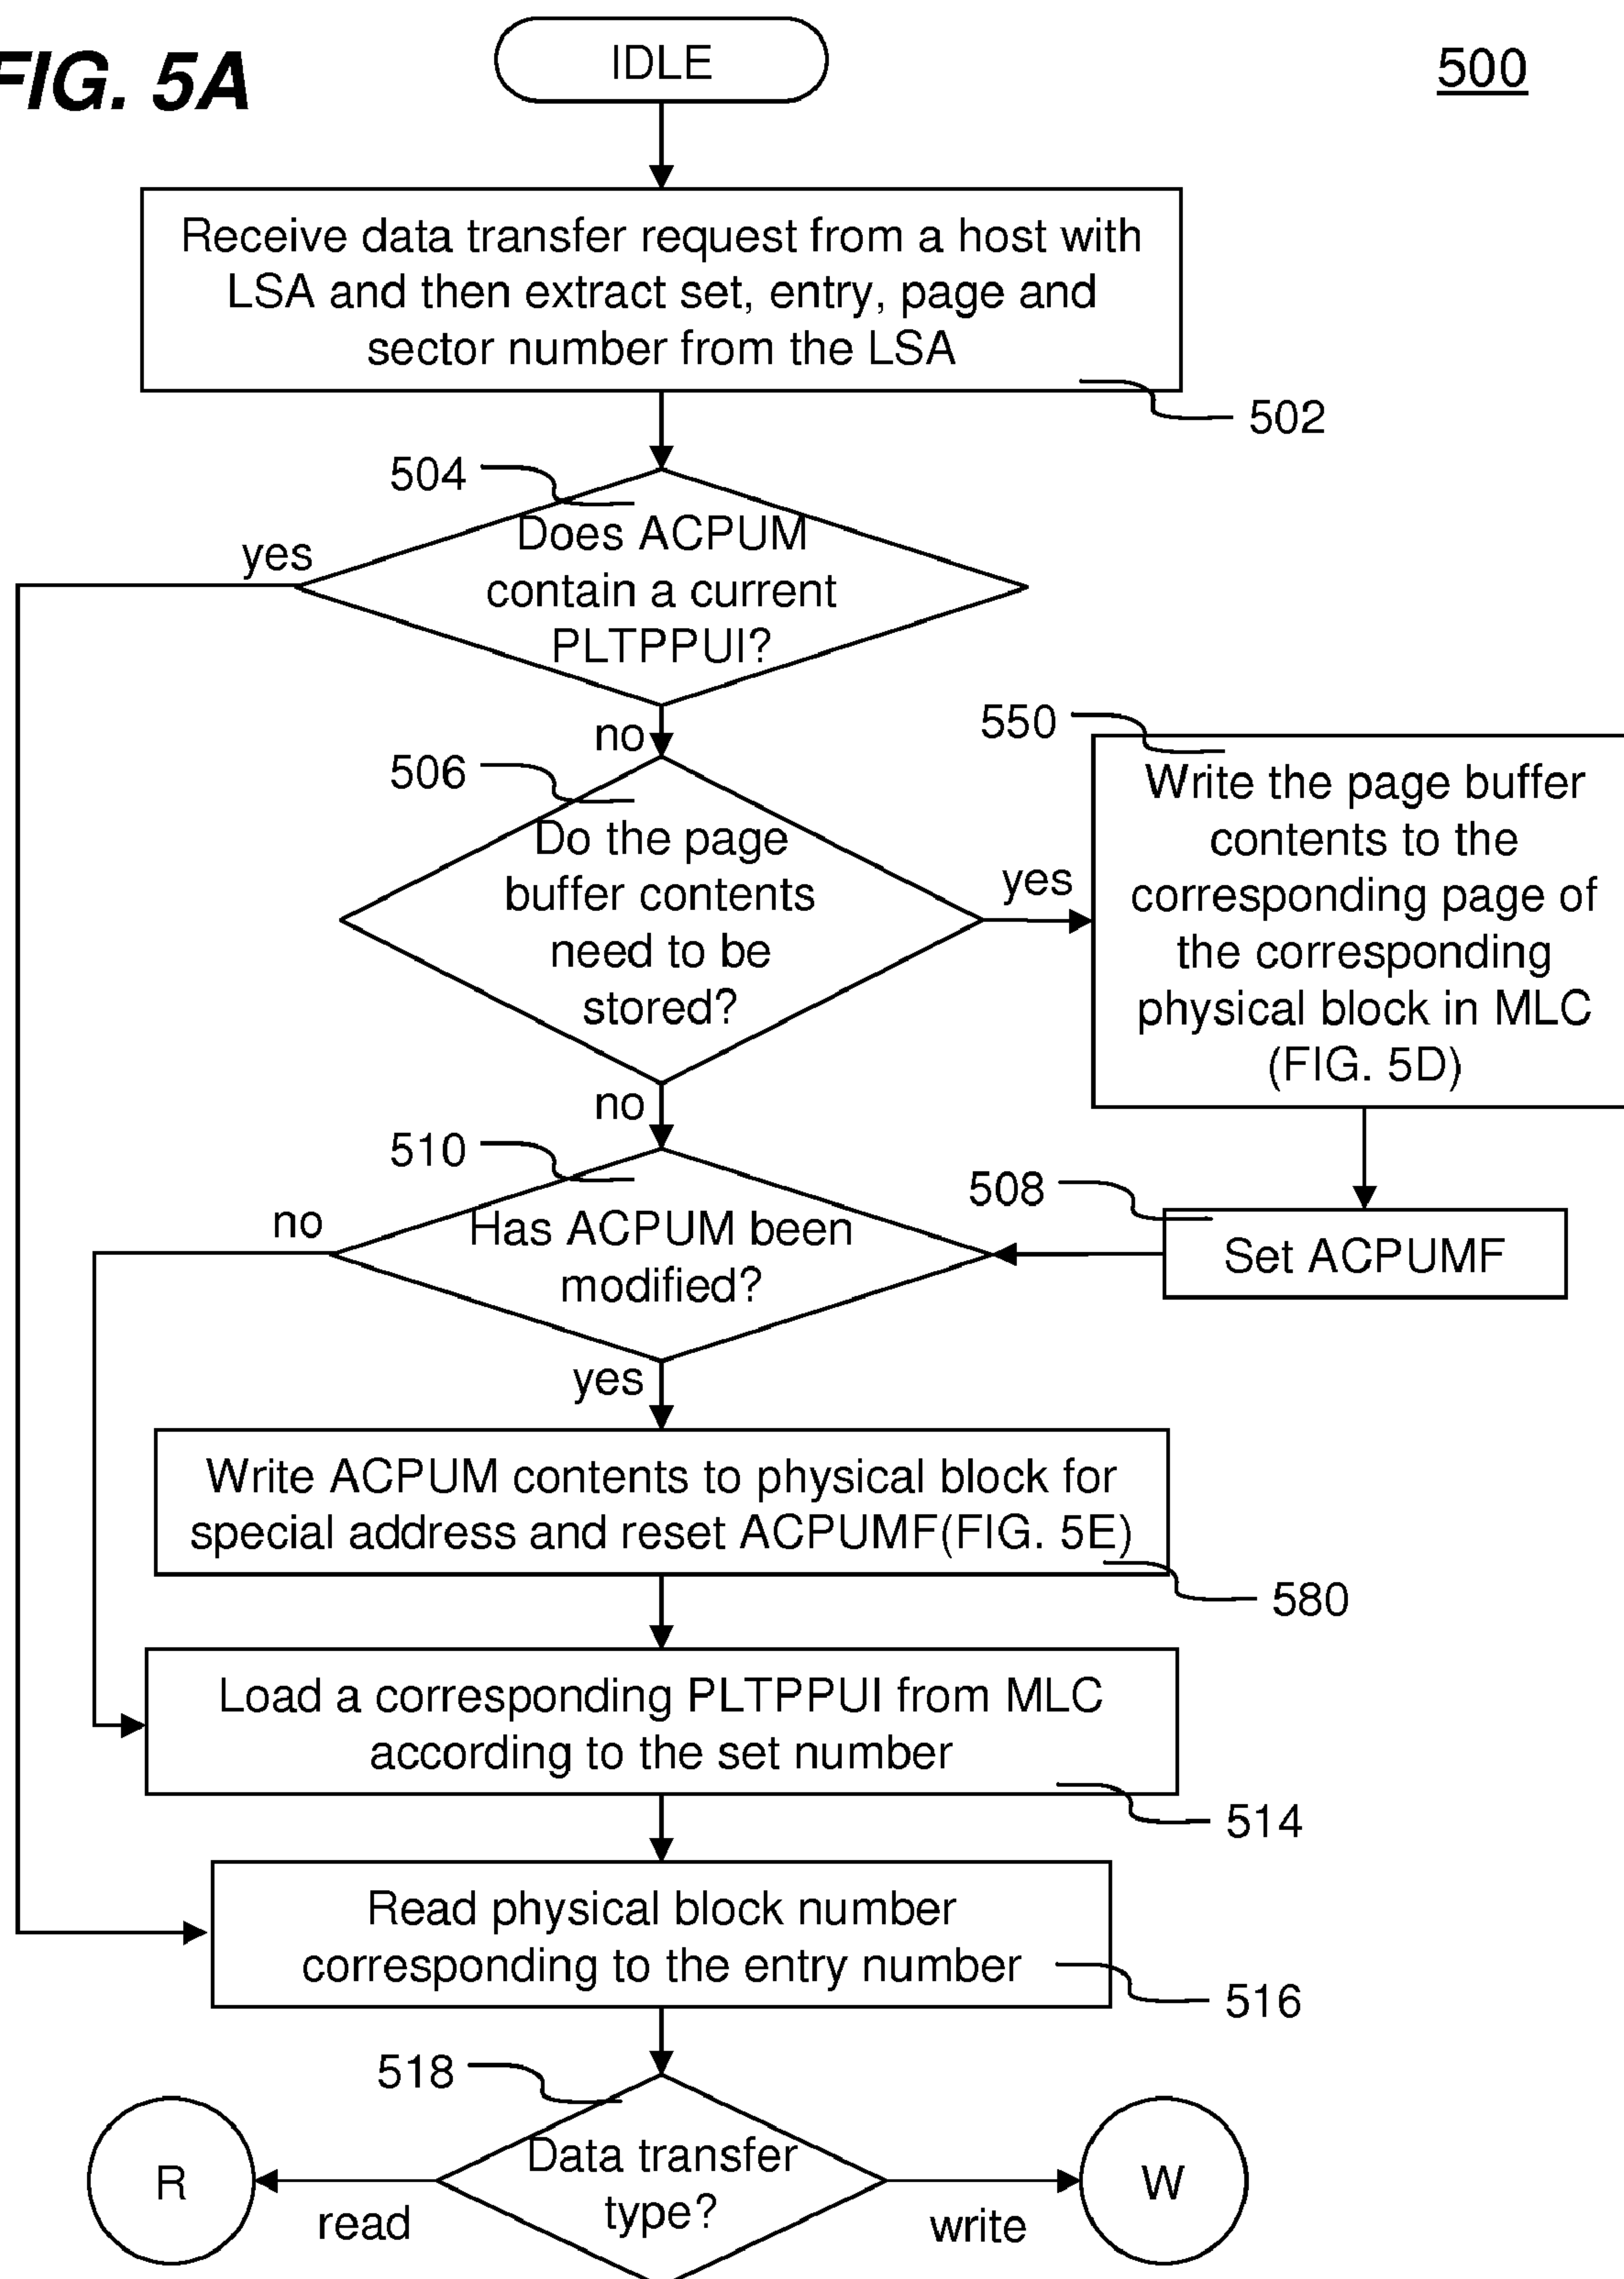 FIG. 5A
IDLE
500
Receive data transfer request from a host with
LSA and then extract set, entry, page and
sector number from the LSA
502
504
Does ACPUM
contain a current
PLTPPUI?
yes
no
506
Do the page
buffer contents
need to be
stored?
yes
no
550
Write the page buffer
contents to the
corresponding page of
the corresponding
physical block in MLC
(FIG. 5D)
508
Set ACPUMF
510
Has ACPUM been
modified?
no
yes
Write ACPUM contents to physical block for
special address and reset ACPUMF(FIG. 5E)
580
Load a corresponding PLTPPUI from MLC
according to the set number
514
Read physical block number
corresponding to the entry number
516
518
Data transfer
type?
R
read
write
W